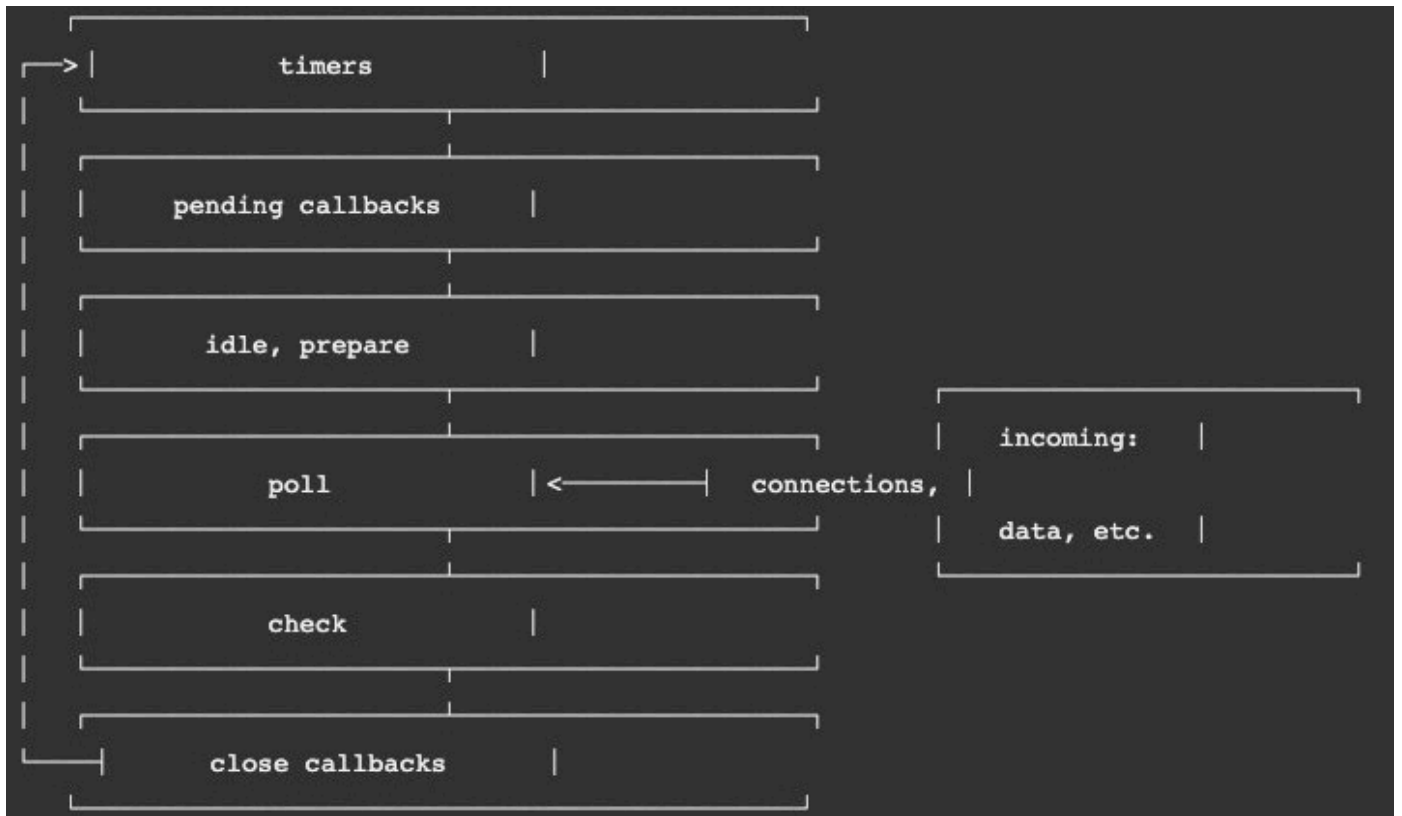 timers
pending callbacks
idle, prepare
incoming:
poll
connections,
data, etc.
check
close callbacks